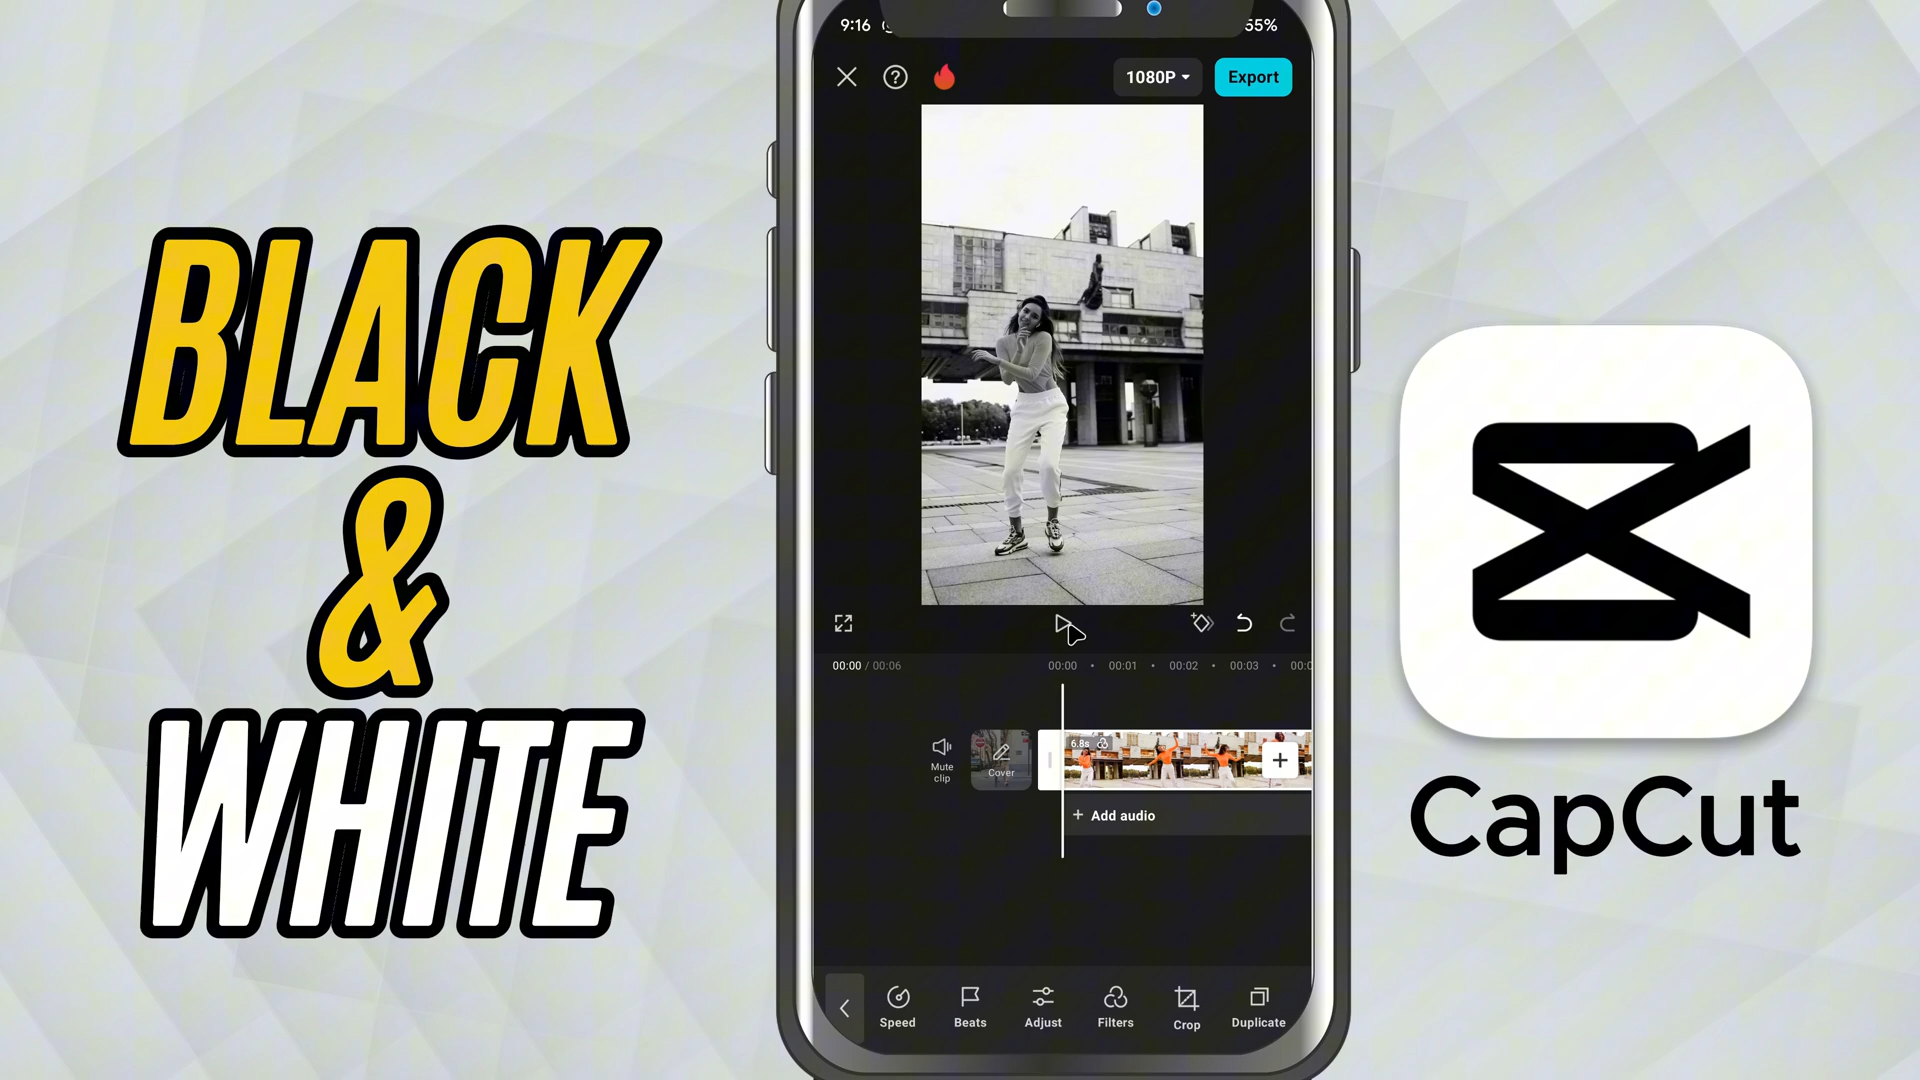 BLACK
&
WHITE
9:16
55%
1080P
Export
00:00 / 00:06
00:00 • 00:01 • 00:02 • 00:03 •
Mute
clip
Cover
6.8s
+ Add audio
Speed
Beats
Adjust
Filters
Crop
Duplicate
CapCut